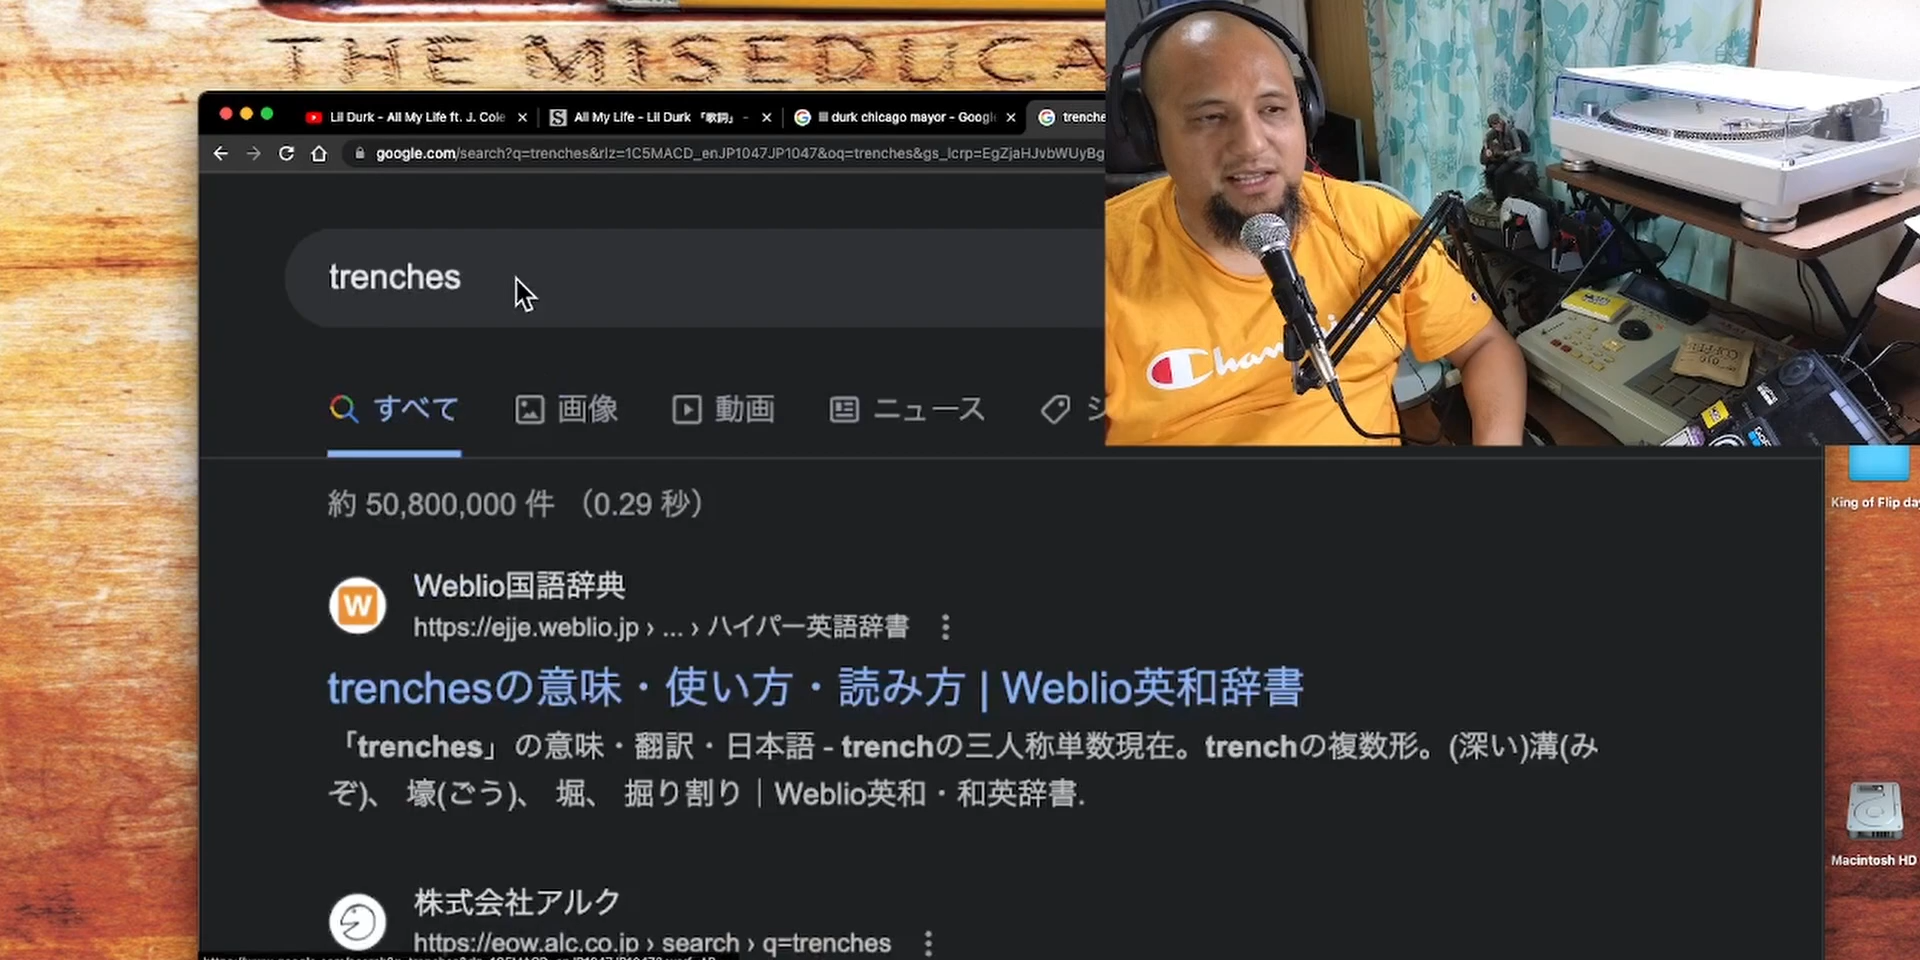 THE MISEDUCA
Lil Durk - All My Life ft. J. Cole
All My Life - Lil Durk 「歌詞」 -
lil durk chicago mayor - Google
trenche
google.com/search?q=trenches&rlz=1C5MACD_enJP1047JP1047&oq=trenches&gs_lcrp=EgZjaHJvbWUyBg
trenches
Champi
すべて
画像
動画
ニュース
約 50,800,000 件 (0.29 秒)
King of Flip day
Weblio国語辞典
https://ejje.weblio.jp › ... › ハイパー英語辞書
trenchesの意味・使い方・読み方 | Weblio英和辞書
「trenches」の意味・翻訳・日本語 - trenchの三人称単数現在。trenchの複数形。(深い)溝(み
ぞ)、 壕(ごう)、 堀、 掘り割り｜Weblio英和・和英辞書.
Macintosh HD
株式会社アルク
https://eow.alc.co.jp › search › q=trenches